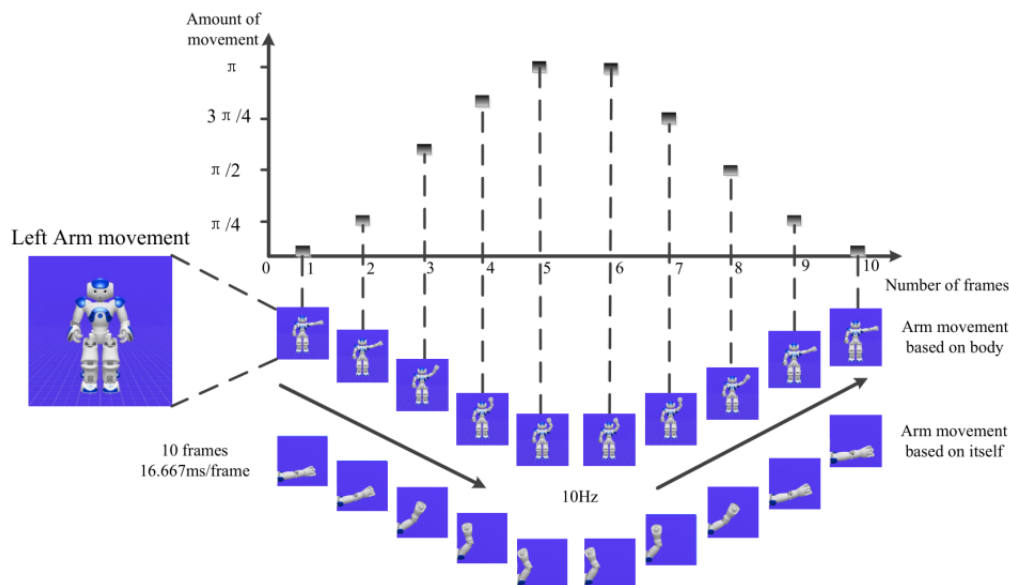 Amount of
movement
π
3π/4
π/2
π/4
Left Arm movement
0 1 2 3 4 5 6 7 8 9 10
Number of frames
Arm movement
based on body
10 frames
16.667ms/frame
Arm movement
based on itself
10Hz